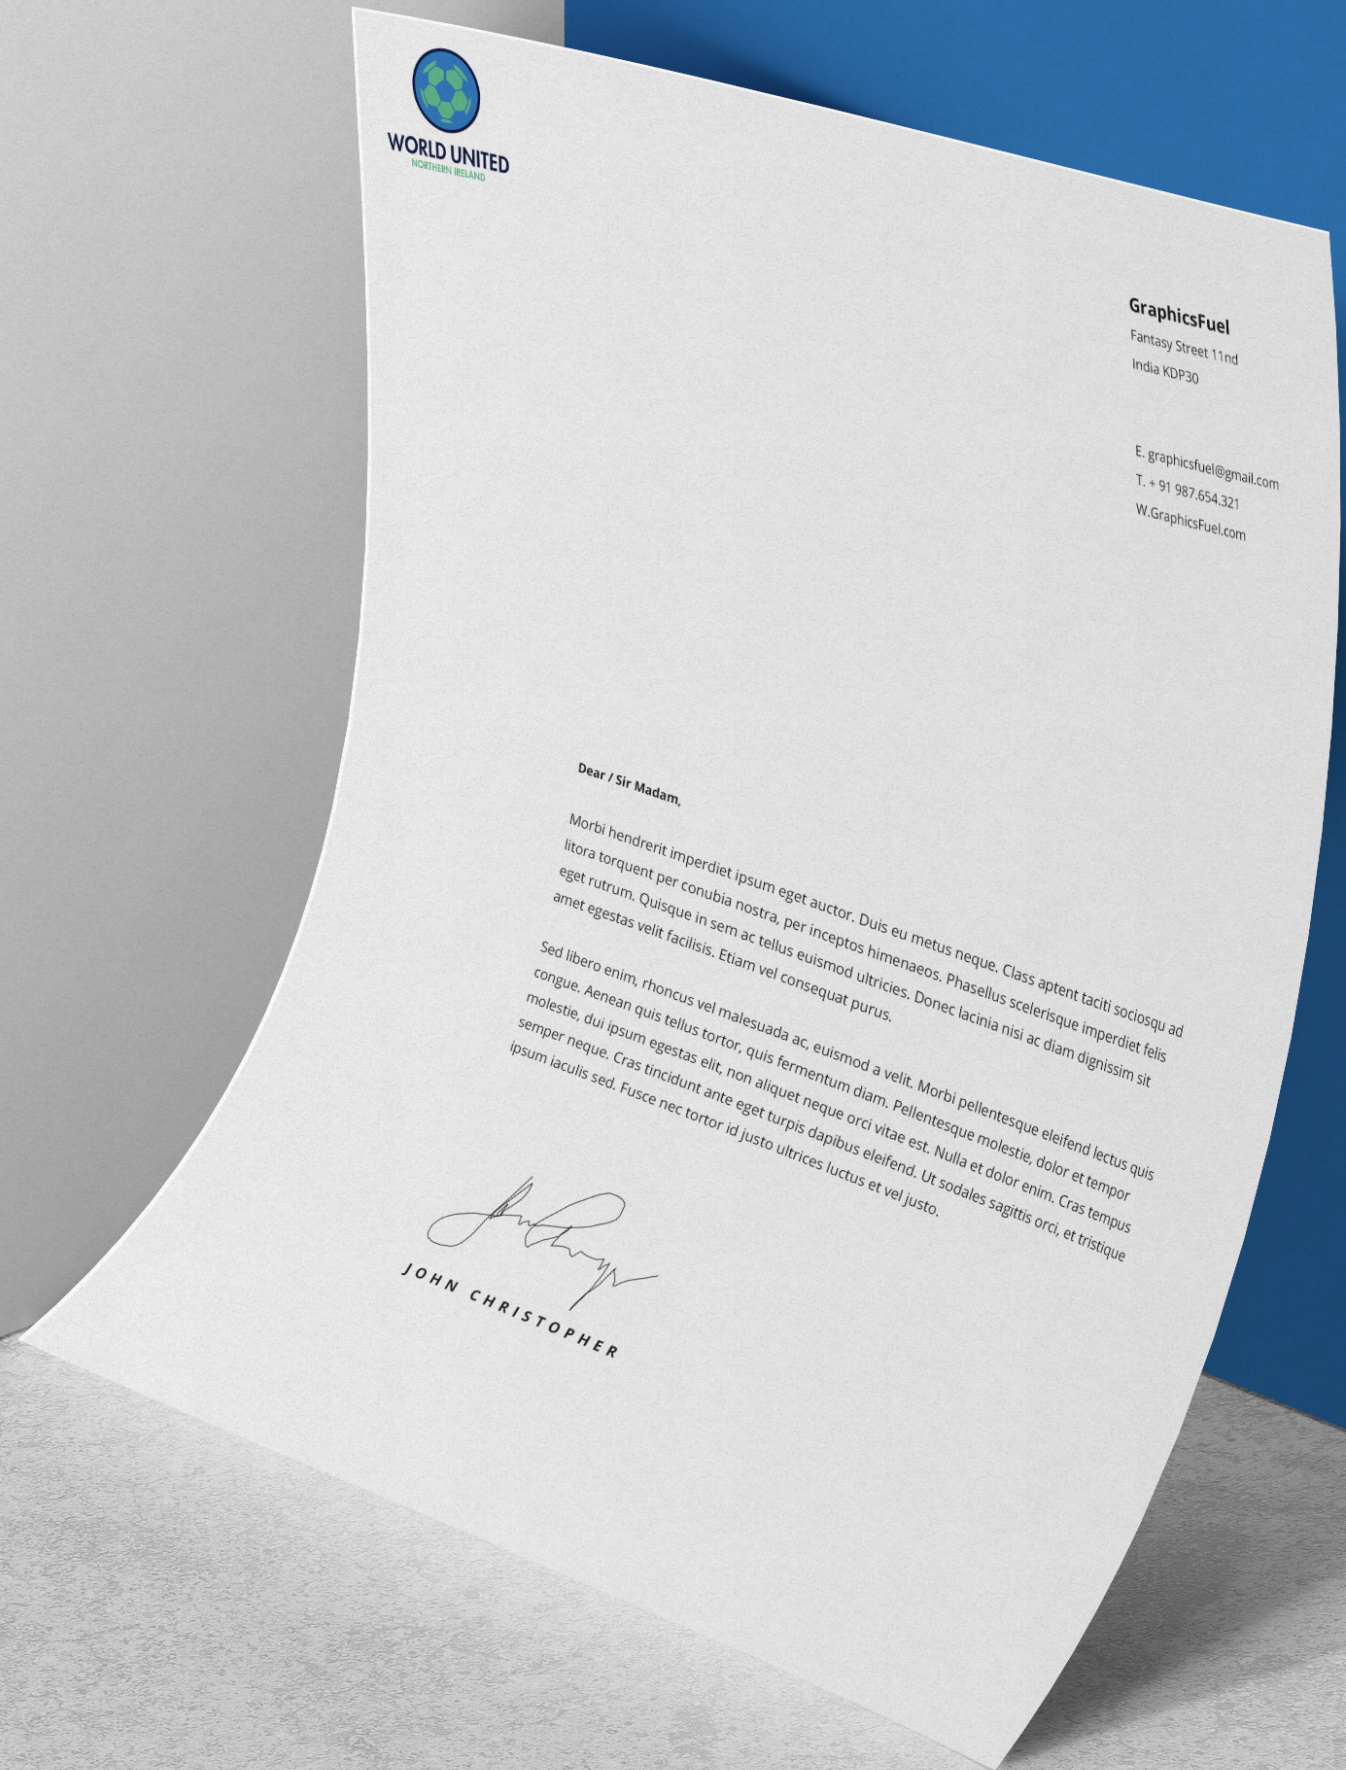 WORLD UNITED
NORTHERN IRELAND
GraphicsFuel
Fantasy Street 11nd
India KDP30
E. graphicsfuel@gmail.com
T. + 91 987.654.321
W.GraphicsFuel.com
Dear / Sir Madam,
Morbi hendrerit imperdiet ipsum eget auctor. Duis eu metus neque. Class aptent taciti sociosqu ad
litora torquent per conubia nostra, per inceptos himenaeos. Phasellus scelerisque imperdiet felis
eget rutrum. Quisque in sem ac tellus euismod ultricies. Donec lacinia nisi ac diam dignissim sit
amet egestas velit facilisis. Etiam vel consequat purus.
Sed libero enim, rhoncus vel malesuada ac, euismod a velit. Morbi pellentesque eleifend lectus quis
congue. Aenean quis tellus tortor, quis fermentum diam. Pellentesque molestie, dolor et tempor
molestie, dui ipsum egestas elit, non aliquet neque orci vitae est. Nulla et dolor enim. Cras tempus
semper neque. Cras tincidunt ante eget turpis dapibus eleifend. Ut sodales sagittis orci, et tristique
ipsum iaculis sed. Fusce nec tortor id justo ultrices luctus et vel justo.
JOHN CHRISTOPHER